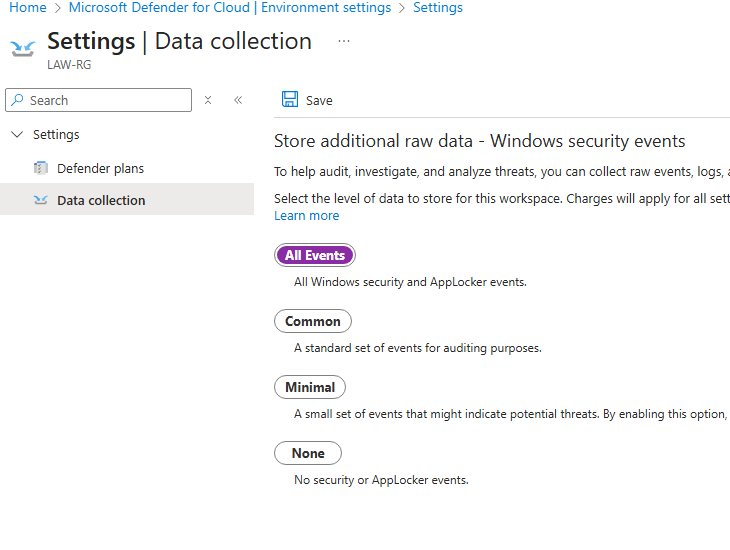 Home > Microsoft Defender for Cloud | Environment settings > Settings
Settings | Data collection ...
LAW-RG
Search
Save
Settings
Defender plans
Data collection
Store additional raw data - Windows security events
To help audit, investigate, and analyze threats, you can collect raw events, logs,
Select the level of data to store for this workspace. Charges will apply for all
Learn more
All Events
All Windows security and AppLocker events.
Common
A standard set of events for auditing purposes.
Minimal
A small set of events that might indicate potential threats. By enabling this option,
None
No security or AppLocker events.